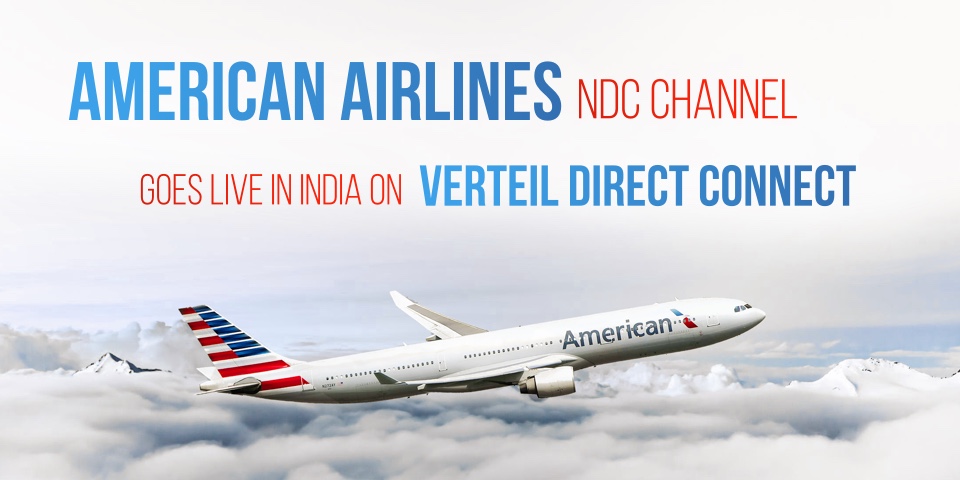 AMERICAN AIRLINES NDC CHANNEL
GOES LIVE IN INDIA ON VERTEIL DIRECT CONNECT
American